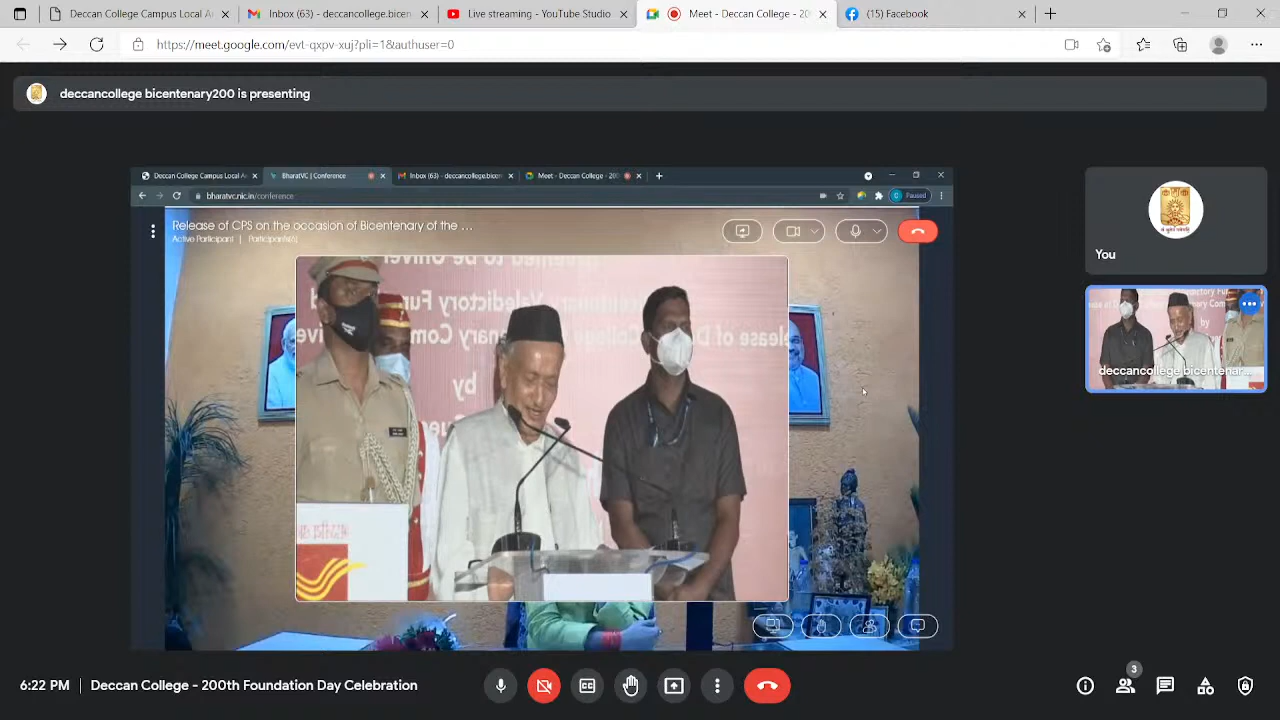 Deccan College Campus Local A
Inbox (63) - deccancollege.bicen
Live streaming - YouTube Studio
Meet - Deccan College - 20
(15) Facebook
https://meet.google.com/evt-qxpv-xuj?pli=1&authuser=0
deccancollege bicentenary200 is presenting
Deccan College Campus Local A
BharatVC | Conference
Inbox (63) - deccancollege.bicen
Meet - Deccan College - 200
bharatvc.nic.in/conference
Paused
Release of CPS on the occasion of Bicentenary of the ...
Active Participant | Participant(s)
by
You
by
deccancollege bicentenar...
6:22 PM
Deccan College - 200th Foundation Day Celebration
3